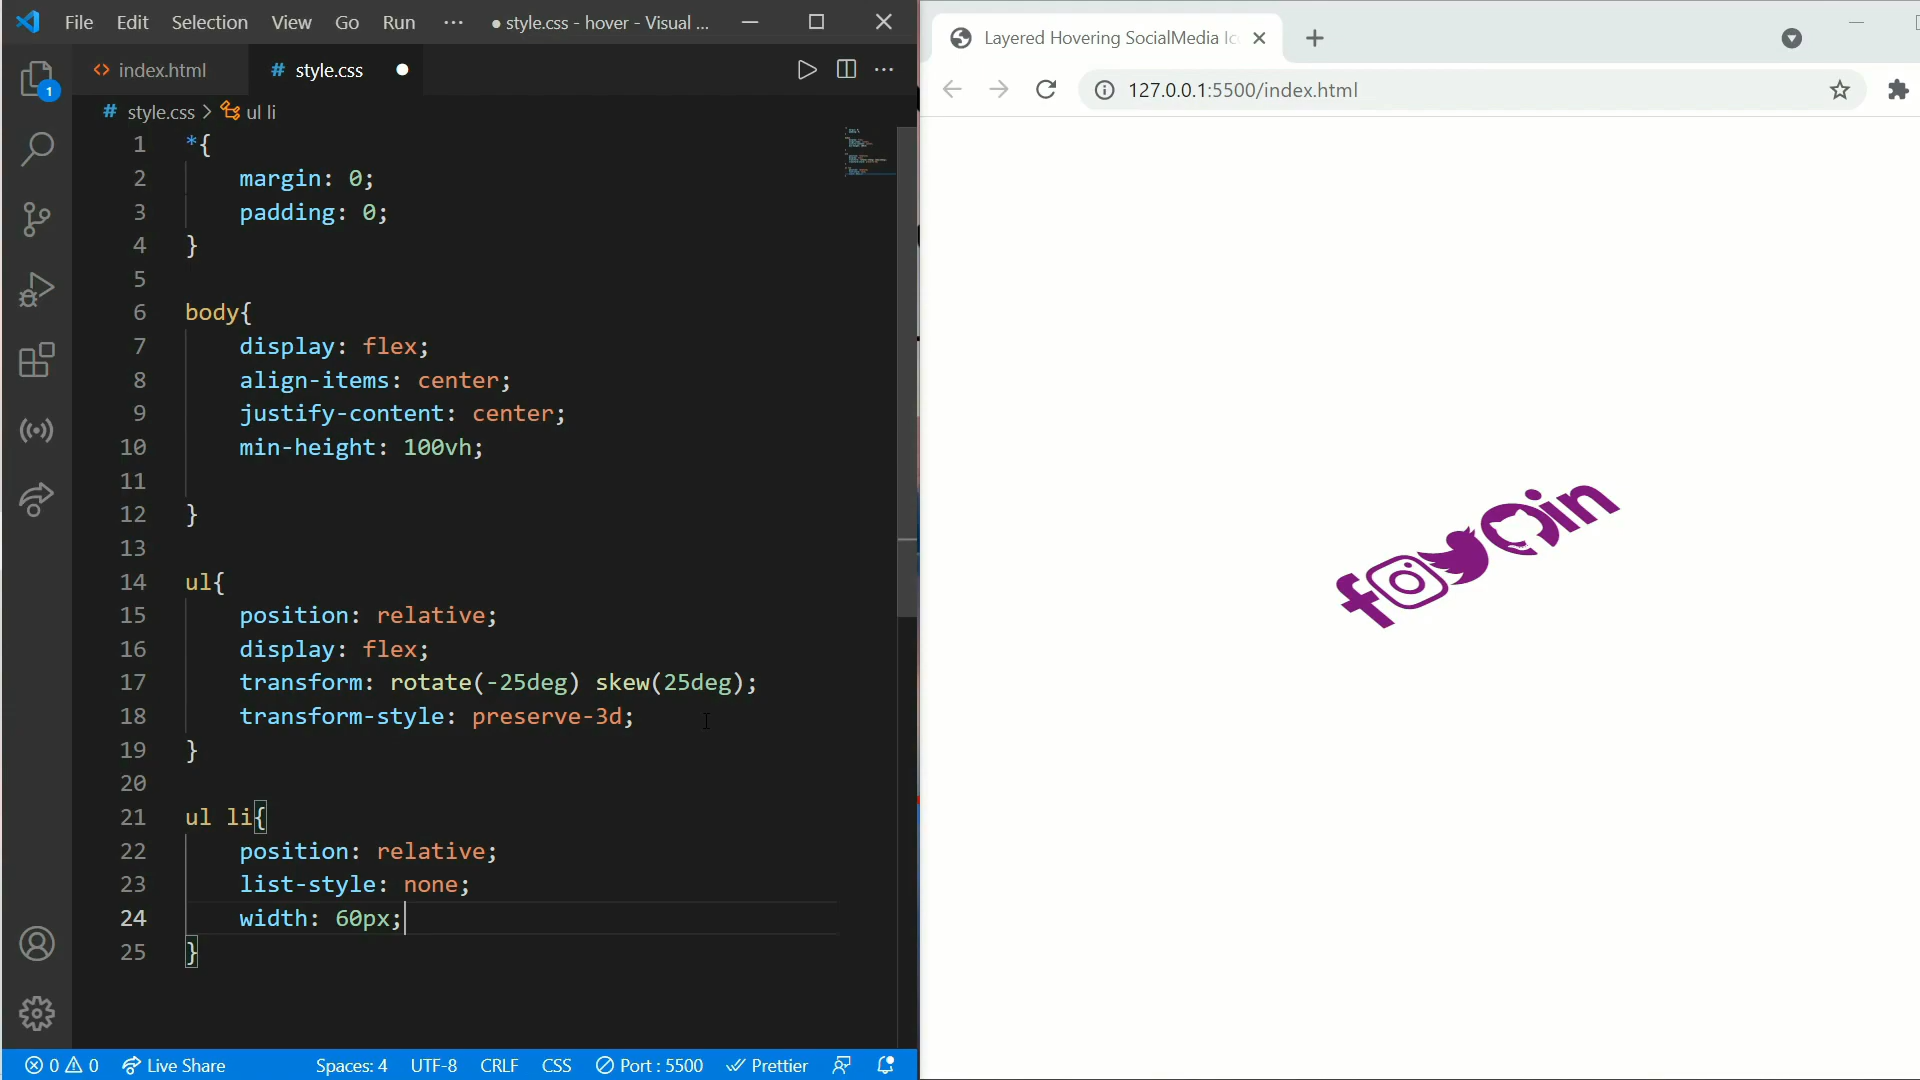 File Edit Selection View Go Run ··· ● style.css - hover - Visual ...
index.html # style.css ●
# style.css > ul li
1 *{
2 margin: 0;
3 padding: 0;
4 }
5
6 body{
7 display: flex;
8 align-items: center;
9 justify-content: center;
10 min-height: 100vh;
11
12 }
13
14 ul{
15 position: relative;
16 display: flex;
17 transform: rotate(-25deg) skew(25deg);
18 transform-style: preserve-3d;
19 }
20
21 ul li{
22 position: relative;
23 list-style: none;
24 width: 60px;
25 }
1
0 0 Live Share Spaces: 4 UTF-8 CRLF CSS Port : 5500 Prettier
Layered Hovering SocialMedia Ic
127.0.0.1:5500/index.html
f in